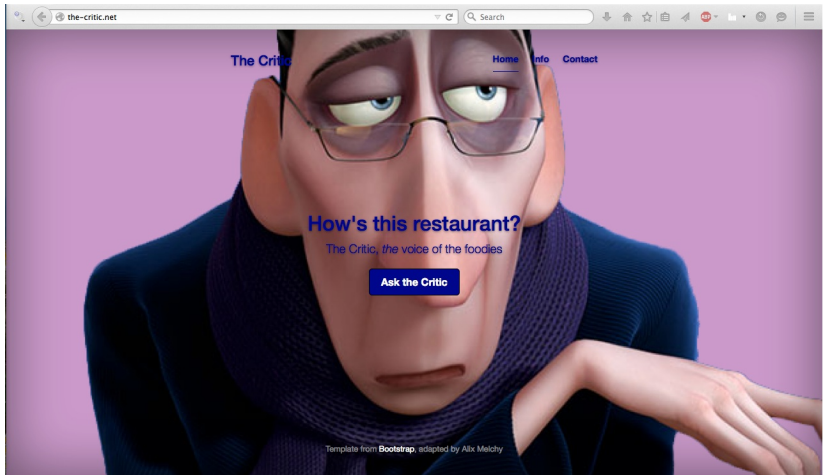 the-critic.net
Search
ABP
The Critic
Home Info Contact
How's this restaurant?
The Critic, the voice of the foodies
Ask the Critic
Template from Bootstrap, adapted by Alix Melchy